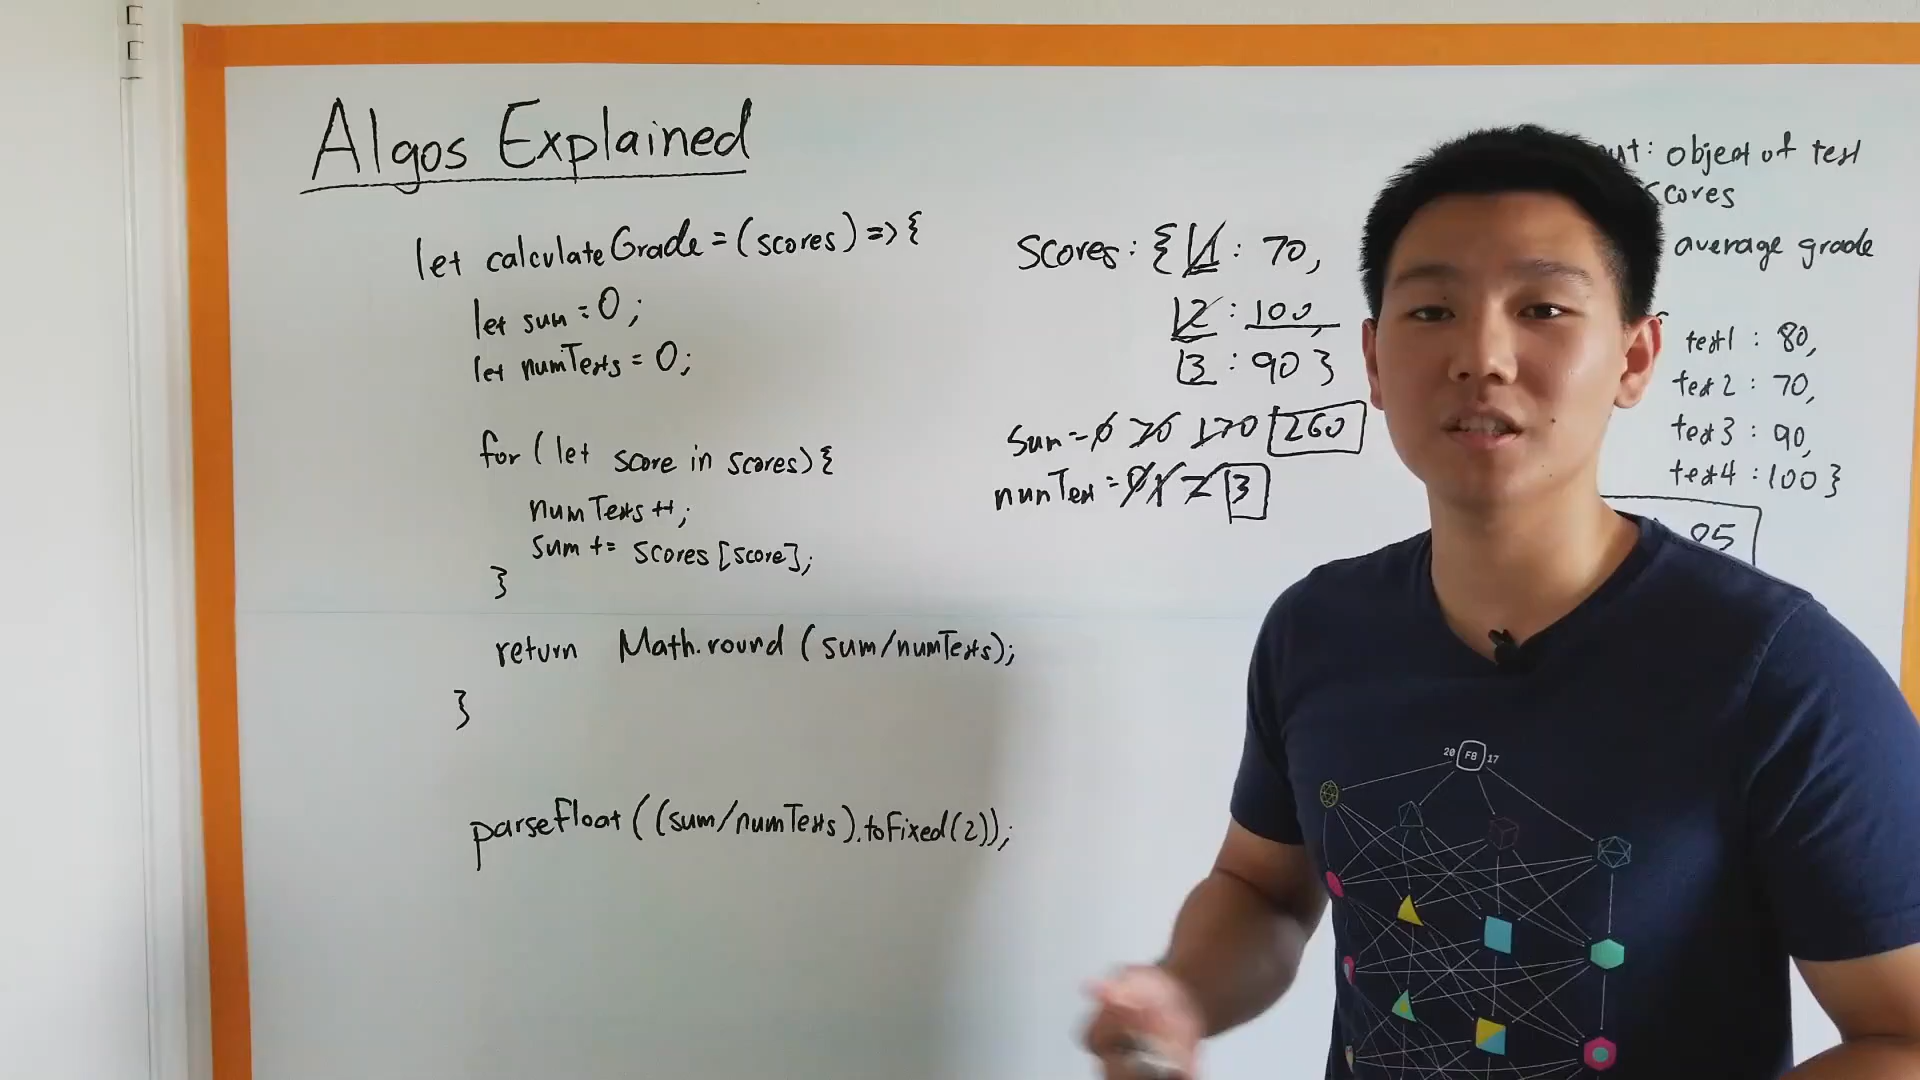 Algos Explained
let calculateGrade = (scores) => {
let sum = 0;
let numTests = 0;
for (let score in scores) {
numTests ++;
sum += scores [score];
}
return Math.round (sum/numTests);
}
parseFloat ((sum/numTests).toFixed(2));
Scores : { 1 : 70,
2 : 100,
3 : 90 }
Sum = 0 70 170 260
numTest = 0 1 2 3
: object of test
scores
average grade
test1 : 80,
test2 : 70,
test3 : 90,
test4 : 100 }
20 FB 17